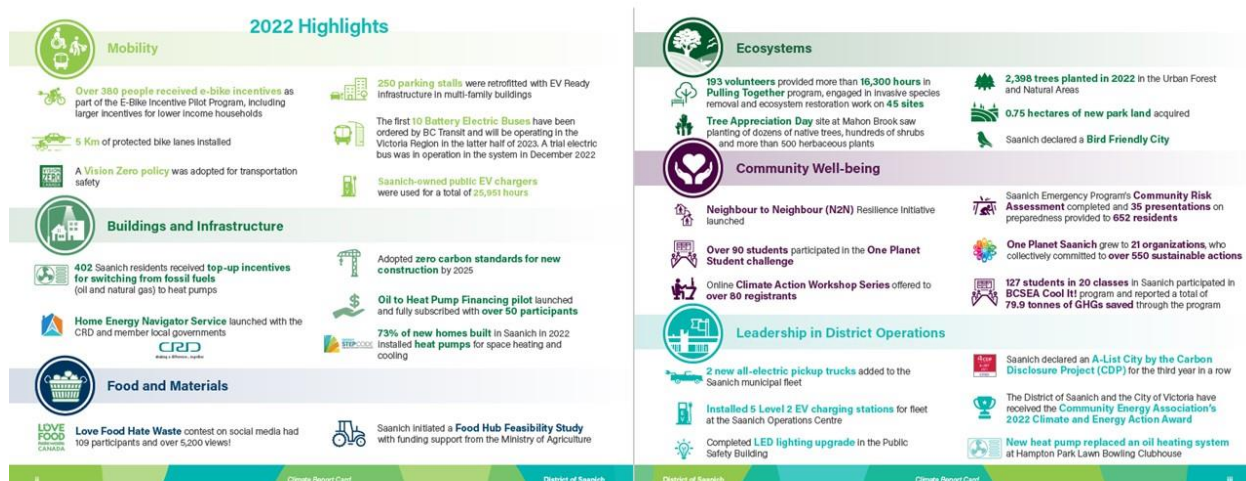 2022 Highlights
Mobility
Over 380 people received e-bike incentives as
part of the E-Bike Incentive Pilot Program, including
larger incentives for lower income households
5 Km of protected bike lanes installed
VISION
ZERO
A Vision Zero policy was adopted for transportation
safety
250 parking stalls were retrofitted with EV Ready
infrastructure in multi-family buildings
The first 10 Battery Electric Buses have been
ordered by BC Transit and will be operating in the
Victoria Region in the latter half of 2023. A trial electric
bus was in operation in the system in December 2022
Saanich-owned public EV chargers
were used for a total of 25,951 hours
Buildings and Infrastructure
402 Saanich residents received top-up incentives
for switching from fossil fuels
(oil and natural gas) to heat pumps
Home Energy Navigator Service launched with the
CRD and member local governments
CRD
Making a difference...together
Adopted zero carbon standards for new
construction by 2025
Oil to Heat Pump Financing pilot launched
and fully subscribed with over 50 participants
STEPCODE
73% of new homes built in Saanich in 2022
installed heat pumps for space heating and
cooling
Food and Materials
LOVE
FOOD
CANADA
Love Food Hate Waste contest on social media had
109 participants and over 5,200 views!
Saanich initiated a Food Hub Feasibility Study
with funding support from the Ministry of Agriculture
ii
Climate Report Card
District of Saanich
Ecosystems
193 volunteers provided more than 16,300 hours in
Pulling Together program, engaged in invasive species
removal and ecosystem restoration work on 45 sites
Tree Appreciation Day site at Mahon Brook saw
planting of dozens of native trees, hundreds of shrubs
and more than 500 herbaceous plants
2,398 trees planted in 2022 in the Urban Forest
and Natural Areas
0.75 hectares of new park land acquired
Saanich declared a Bird Friendly City
Community Well-being
Neighbour to Neighbour (N2N) Resilience Initiative
launched
Over 90 students participated in the One Planet
Student challenge
Online Climate Action Workshop Series offered to
over 80 registrants
Saanich Emergency Program's Community Risk
Assessment completed and 35 presentations on
preparedness provided to 652 residents
One Planet Saanich grew to 21 organizations, who
collectively committed to over 550 sustainable actions
127 students in 20 classes in Saanich participated in
BCSEA Cool It! program and reported a total of
79.9 tonnes of GHGs saved through the program
Leadership in District Operations
2 new all-electric pickup trucks added to the
Saanich municipal fleet
Installed 5 Level 2 EV charging stations for fleet
at the Saanich Operations Centre
Completed LED lighting upgrade in the Public
Safety Building
Saanich declared an A-List City by the Carbon
Disclosure Project (CDP) for the third year in a row
The District of Saanich and the City of Victoria have
received the Community Energy Association's
2022 Climate and Energy Action Award
New heat pump replaced an oil heating system
at Hampton Park Lawn Bowling Clubhouse
District of Saanich
Climate Report Card
iii